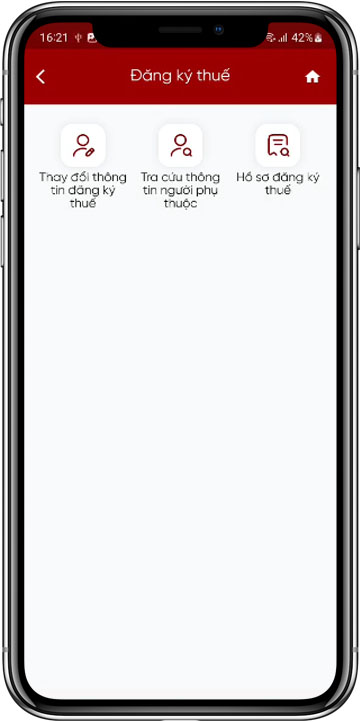 16:21 42%
Đăng ký thuế
Thay đổi thông Tra cứu thông Hồ sơ đăng ký
tin đăng ký tin người phụ thuế
thuế thuộc